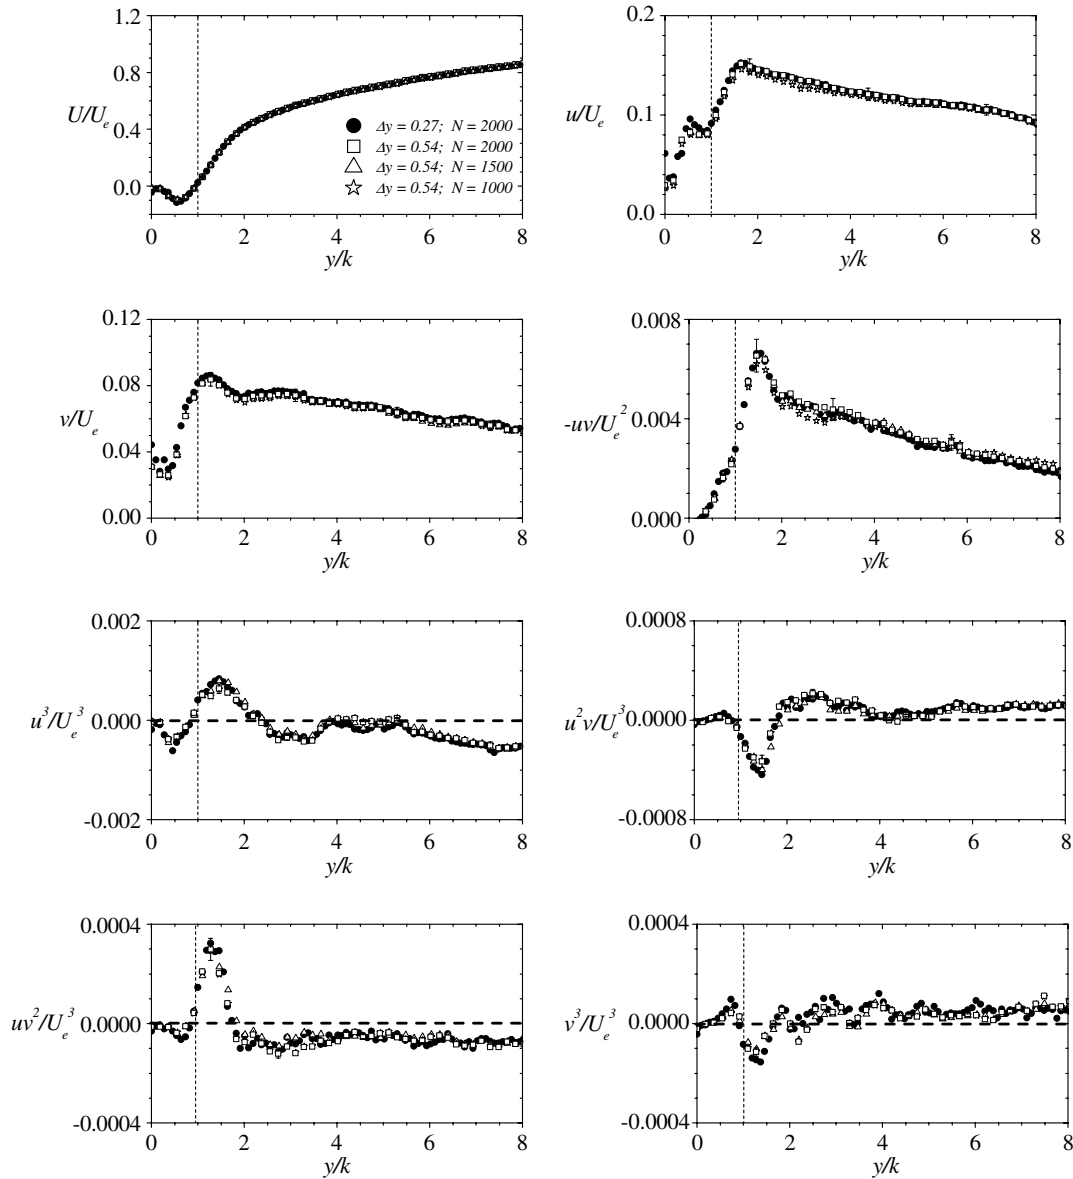 1.2
0.8
0.4
0.0
U/U_e
Δy = 0.27; N = 2000
Δy = 0.54; N = 2000
Δy = 0.54; N = 1500
Δy = 0.54; N = 1000
0 2 4 6 8
y/k
0.2
0.1
0.0
u/U_e
0 2 4 6 8
y/k
0.12
0.08
0.04
0.00
v/U_e
0 2 4 6 8
y/k
0.008
0.004
0.000
-uv/U_e^2
0 2 4 6 8
y/k
0.002
0.000
-0.002
u^3/U_e^3
0 2 4 6 8
y/k
0.0008
0.0000
-0.0008
u^2v/U_e^3
0 2 4 6 8
y/k
0.0004
0.0000
-0.0004
uv^2/U_e^3
0 2 4 6 8
y/k
0.0004
0.0000
-0.0004
v^3/U_e^3
0 2 4 6 8
y/k